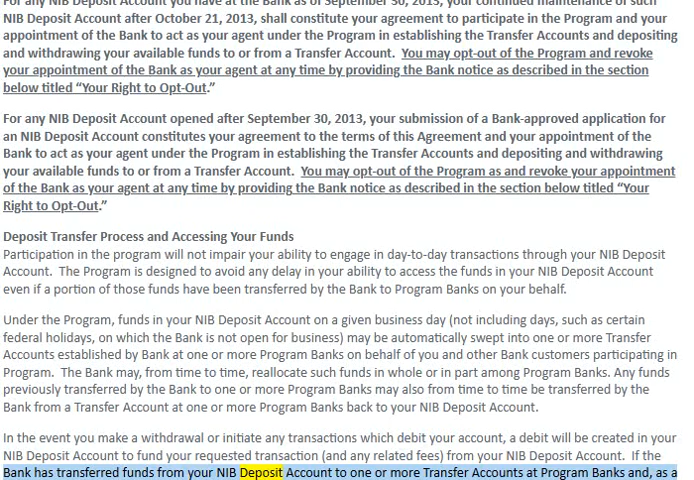 For any NIB Deposit Account you have at the Bank as of September 30, 2013, your continued maintenance of such
NIB Deposit Account after October 21, 2013, shall constitute your agreement to participate in the Program and your
appointment of the Bank to act as your agent under the Program in establishing the Transfer Accounts and depositing
and withdrawing your available funds to or from a Transfer Account.  You may opt-out of the Program and revoke
your appointment of the Bank as your agent at any time by providing the Bank notice as described in the section
below titled “Your Right to Opt-Out.”
For any NIB Deposit Account opened after September 30, 2013, your submission of a Bank-approved application for
an NIB Deposit Account constitutes your agreement to the terms of this Agreement and your appointment of the
Bank to act as your agent under the Program in establishing the Transfer Accounts and depositing and withdrawing
your available funds to or from a Transfer Account.  You may opt-out of the Program as and revoke your appointment
of the Bank as your agent at any time by providing the Bank notice as described in the section below titled “Your
Right to Opt-Out.”
Deposit Transfer Process and Accessing Your Funds
Participation in the program will not impair your ability to engage in day-to-day transactions through your NIB Deposit
Account.  The Program is designed to avoid any delay in your ability to access the funds in your NIB Deposit Account
even if a portion of those funds have been transferred by the Bank to Program Banks on your behalf.
Under the Program, funds in your NIB Deposit Account on a given business day (not including days, such as certain
federal holidays, on which the Bank is not open for business) may be automatically swept into one or more Transfer
Accounts established by Bank at one or more Program Banks on behalf of you and other Bank customers participating in
Program.  The Bank may, from time to time, reallocate such funds in whole or in part among Program Banks. Any funds
previously transferred by the Bank to one or more Program Banks may also from time to time be transferred by the
Bank from a Transfer Account at one or more Program Banks back to your NIB Deposit Account.
In the event you make a withdrawal or initiate any transactions which debit your account, a debit will be created in your
NIB Deposit Account to fund your requested transaction (and any related fees) from your NIB Deposit Account.  If the
Bank has transferred funds from your NIB Deposit Account to one or more Transfer Accounts at Program Banks and, as a